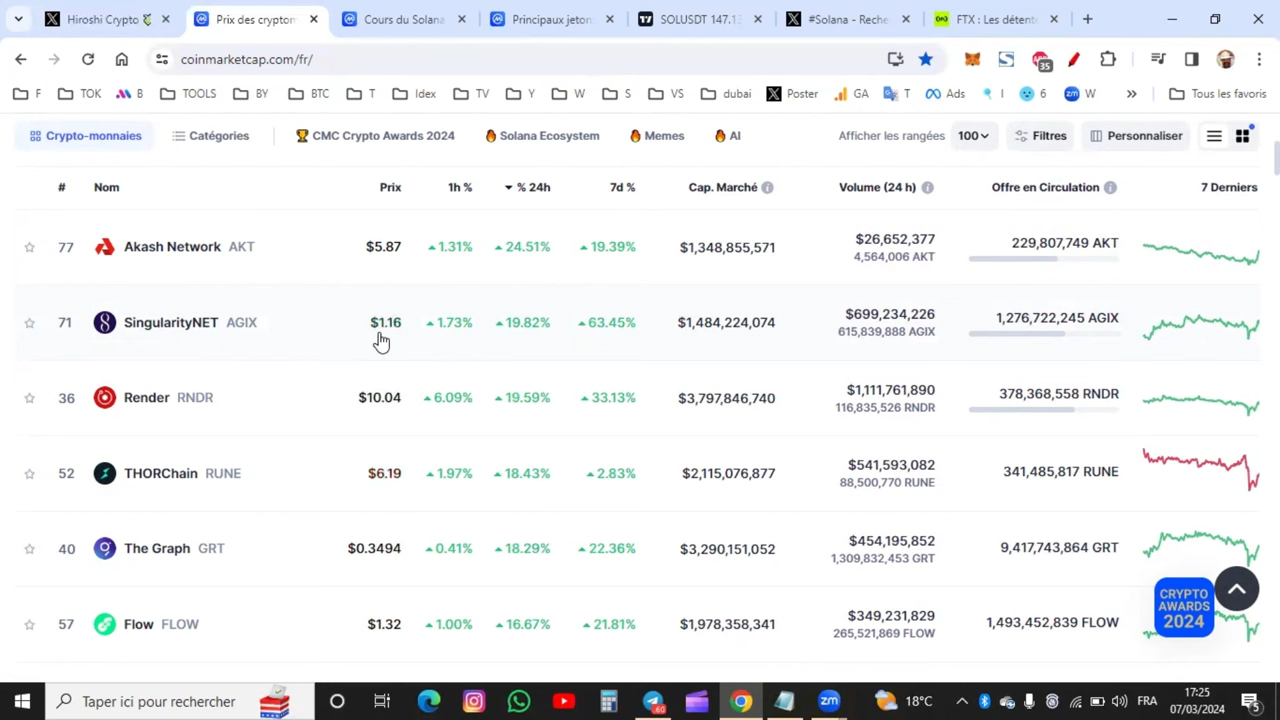 Hiroshi Crypto
Prix des cryptom
Cours du Solana
Principaux jeton
SOLUSDT 147.1
#Solana - Reche
FTX : Les détente
coinmarketcap.com/fr/
35
F
TOK
B
TOOLS
BY
BTC
T
Idex
TV
Y
W
S
VS
dubai
Poster
GA
T
Ads
I
6
W
Tous les favoris
Crypto-monnaies
Catégories
CMC Crypto Awards 2024
Solana Ecosystem
Memes
AI
Afficher les rangées
100
Filtres
Personnaliser
# Nom Prix 1h % % 24h 7d % Cap. Marché Volume (24 h) Offre en Circulation 7 Derniers
77 Akash Network AKT $5.87 1.31% 24.51% 19.39% $1,348,855,571 $26,652,377 229,807,749 AKT
4,564,006 AKT
71 SingularityNET AGIX $1.16 1.73% 19.82% 63.45% $1,484,224,074 $699,234,226 1,276,722,245 AGIX
615,839,888 AGIX
36 Render RNDR $10.04 6.09% 19.59% 33.13% $3,797,846,740 $1,111,761,890 378,368,558 RNDR
116,835,526 RNDR
52 THORChain RUNE $6.19 1.97% 18.43% 2.83% $2,115,076,877 $541,593,082 341,485,817 RUNE
88,500,770 RUNE
40 The Graph GRT $0.3494 0.41% 18.29% 22.36% $3,290,151,052 $454,195,852 9,417,743,864 GRT
1,309,832,453 GRT
57 Flow FLOW $1.32 1.00% 16.67% 21.81% $1,978,358,341 $349,231,829 1,493,452,839 FLOW
265,521,869 FLOW
CRYPTO
AWARDS
2024
Taper ici pour rechercher
60
zm
18°C
FRA
17:25
07/03/2024
5